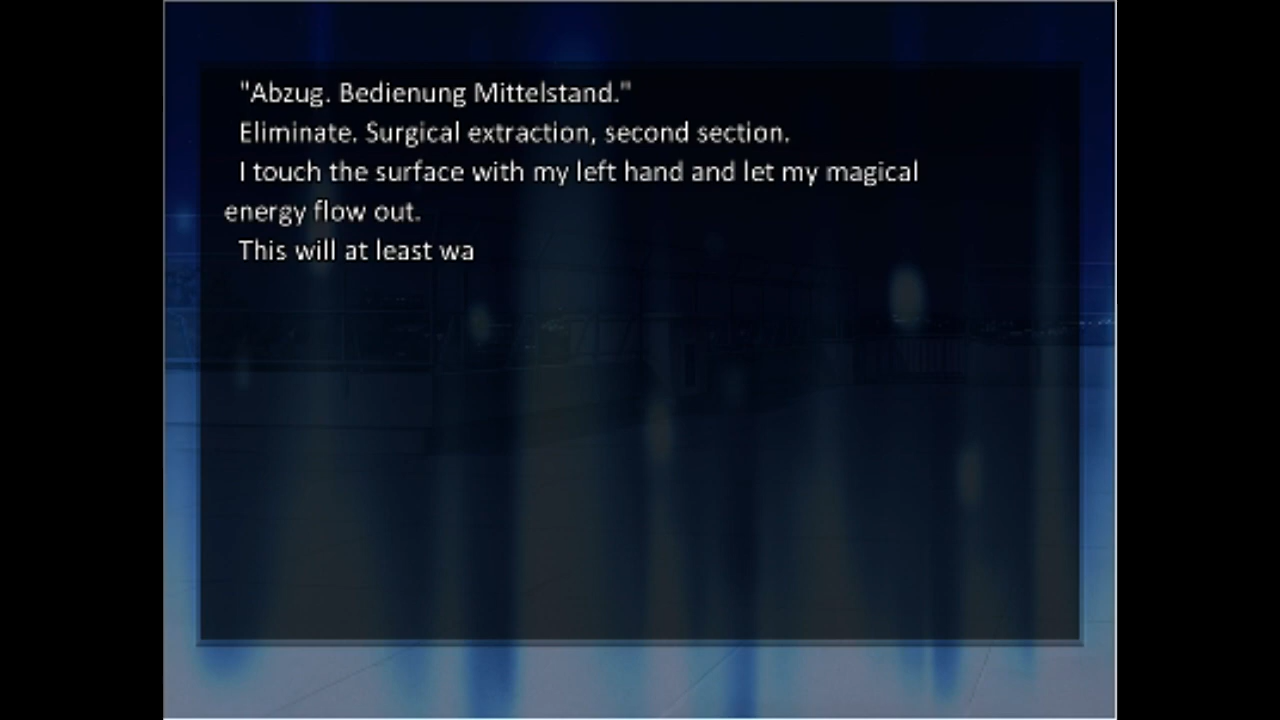 "Abzug. Bedienung Mittelstand."
Eliminate. Surgical extraction, second section.
I touch the surface with my left hand and let my magical
energy flow out.
This will at least wa